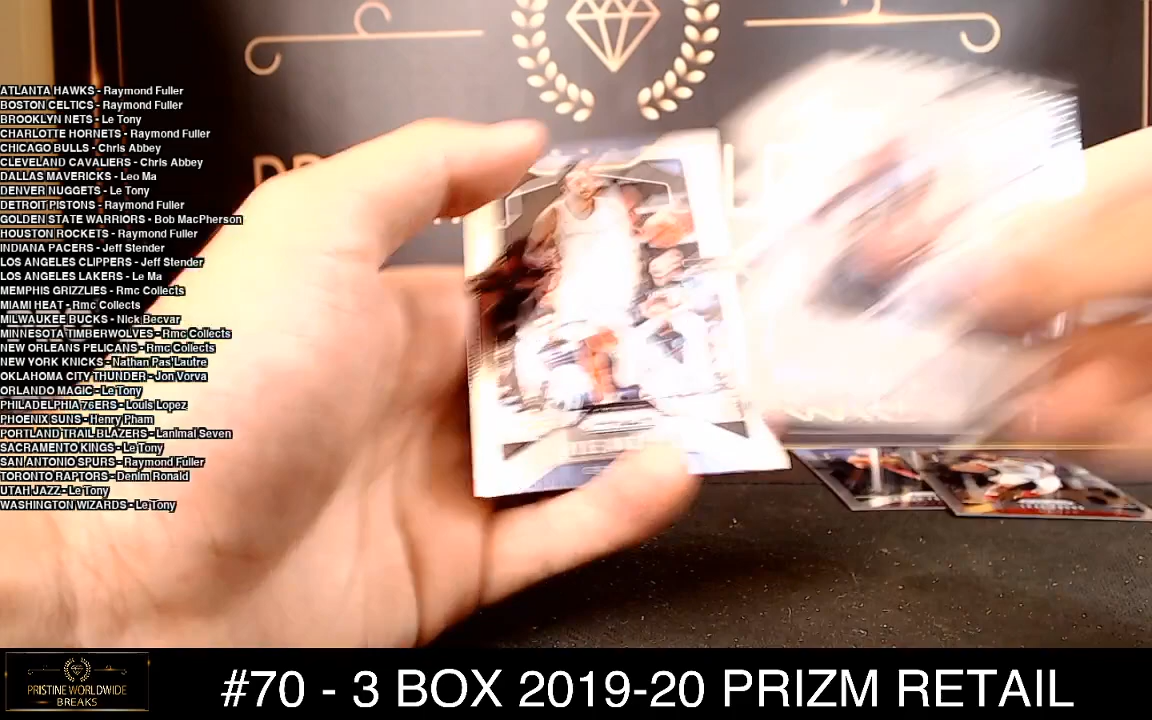 ATLANTA HAWKS - Raymond Fuller
BOSTON CELTICS - Raymond Fuller
BROOKLYN NETS - Le Tony
CHARLOTTE HORNETS - Raymond Fuller
CHICAGO BULLS - Chris Abbey
CLEVELAND CAVALIERS - Chris Abbey
DALLAS MAVERICKS - Leo Ma
DENVER NUGGETS - Le Tony
DETROIT PISTONS - Raymond Fuller
GOLDEN STATE WARRIORS - Bob MacPherson
HOUSTON ROCKETS - Raymond Fuller
INDIANA PACERS - Jeff Stender
LOS ANGELES CLIPPERS - Jeff Stender
LOS ANGELES LAKERS - Le Ma
MEMPHIS GRIZZLIES - Rmc Collects
MIAMI HEAT - Rmc Collects
MILWAUKEE BUCKS - Nick Becvar
MINNESOTA TIMBERWOLVES - Rmc Collects
NEW ORLEANS PELICANS - Rmc Collects
NEW YORK KNICKS - Nathan Pas'Lautre
OKLAHOMA CITY THUNDER - Jon Vorva
ORLANDO MAGIC - Le Tony
PHILADELPHIA 76ERS - Louis Lopez
PHOENIX SUNS - Henry Pham
PORTLAND TRAIL BLAZERS - Lanimal Seven
SACRAMENTO KINGS - Le Tony
SAN ANTONIO SPURS - Raymond Fuller
TORONTO RAPTORS - Denim Ronald
UTAH JAZZ - Le Tony
WASHINGTON WIZARDS - Le Tony
PRISTINE WORLDWIDE
BREAKS
#70 - 3 BOX 2019-20 PRIZM RETAIL